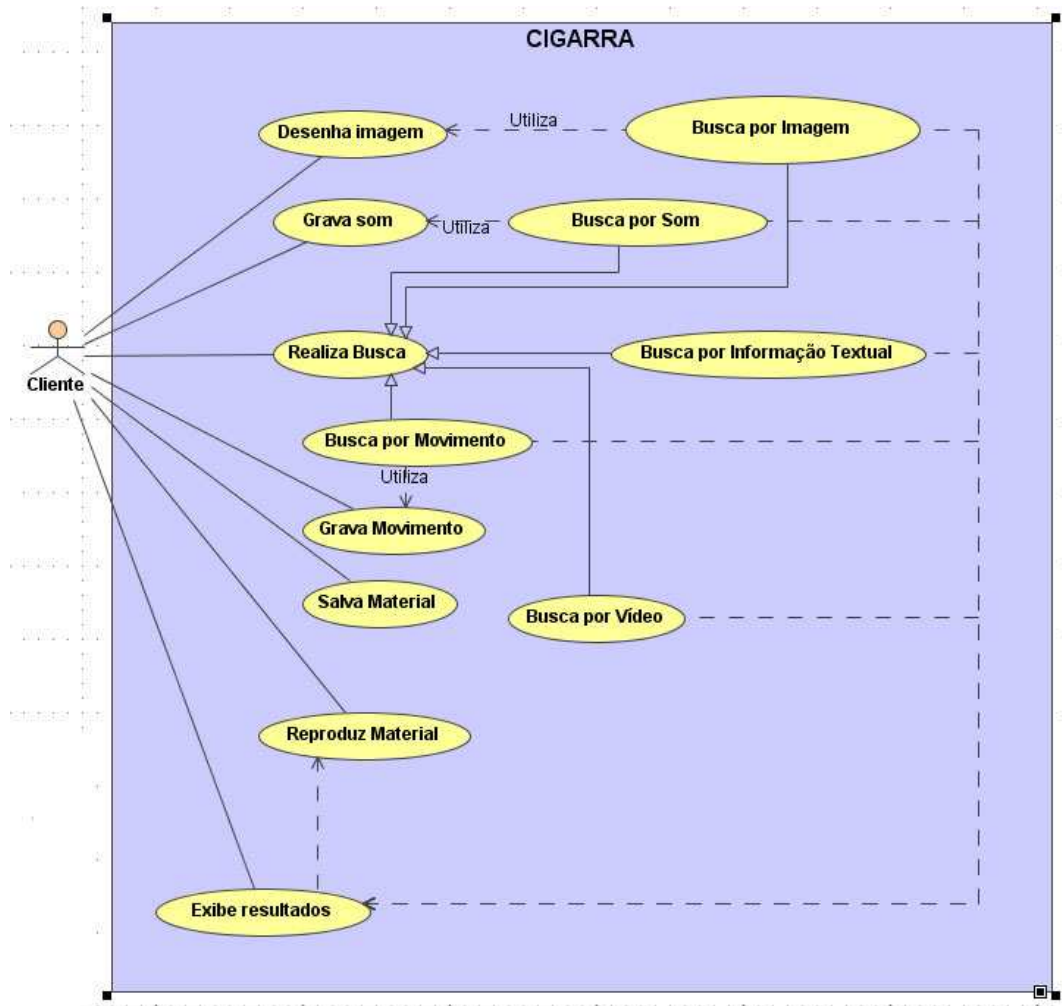 CIGARRA
Desenha imagem
Utiliza
Busca por Imagem
Grava som
Utiliza
Busca por Som
Cliente
Realiza Busca
Busca por Informação Textual
Busca por Movimento
Utiliza
Grava Movimento
Salva Material
Busca por Vídeo
Reproduz Material
Exibe resultados